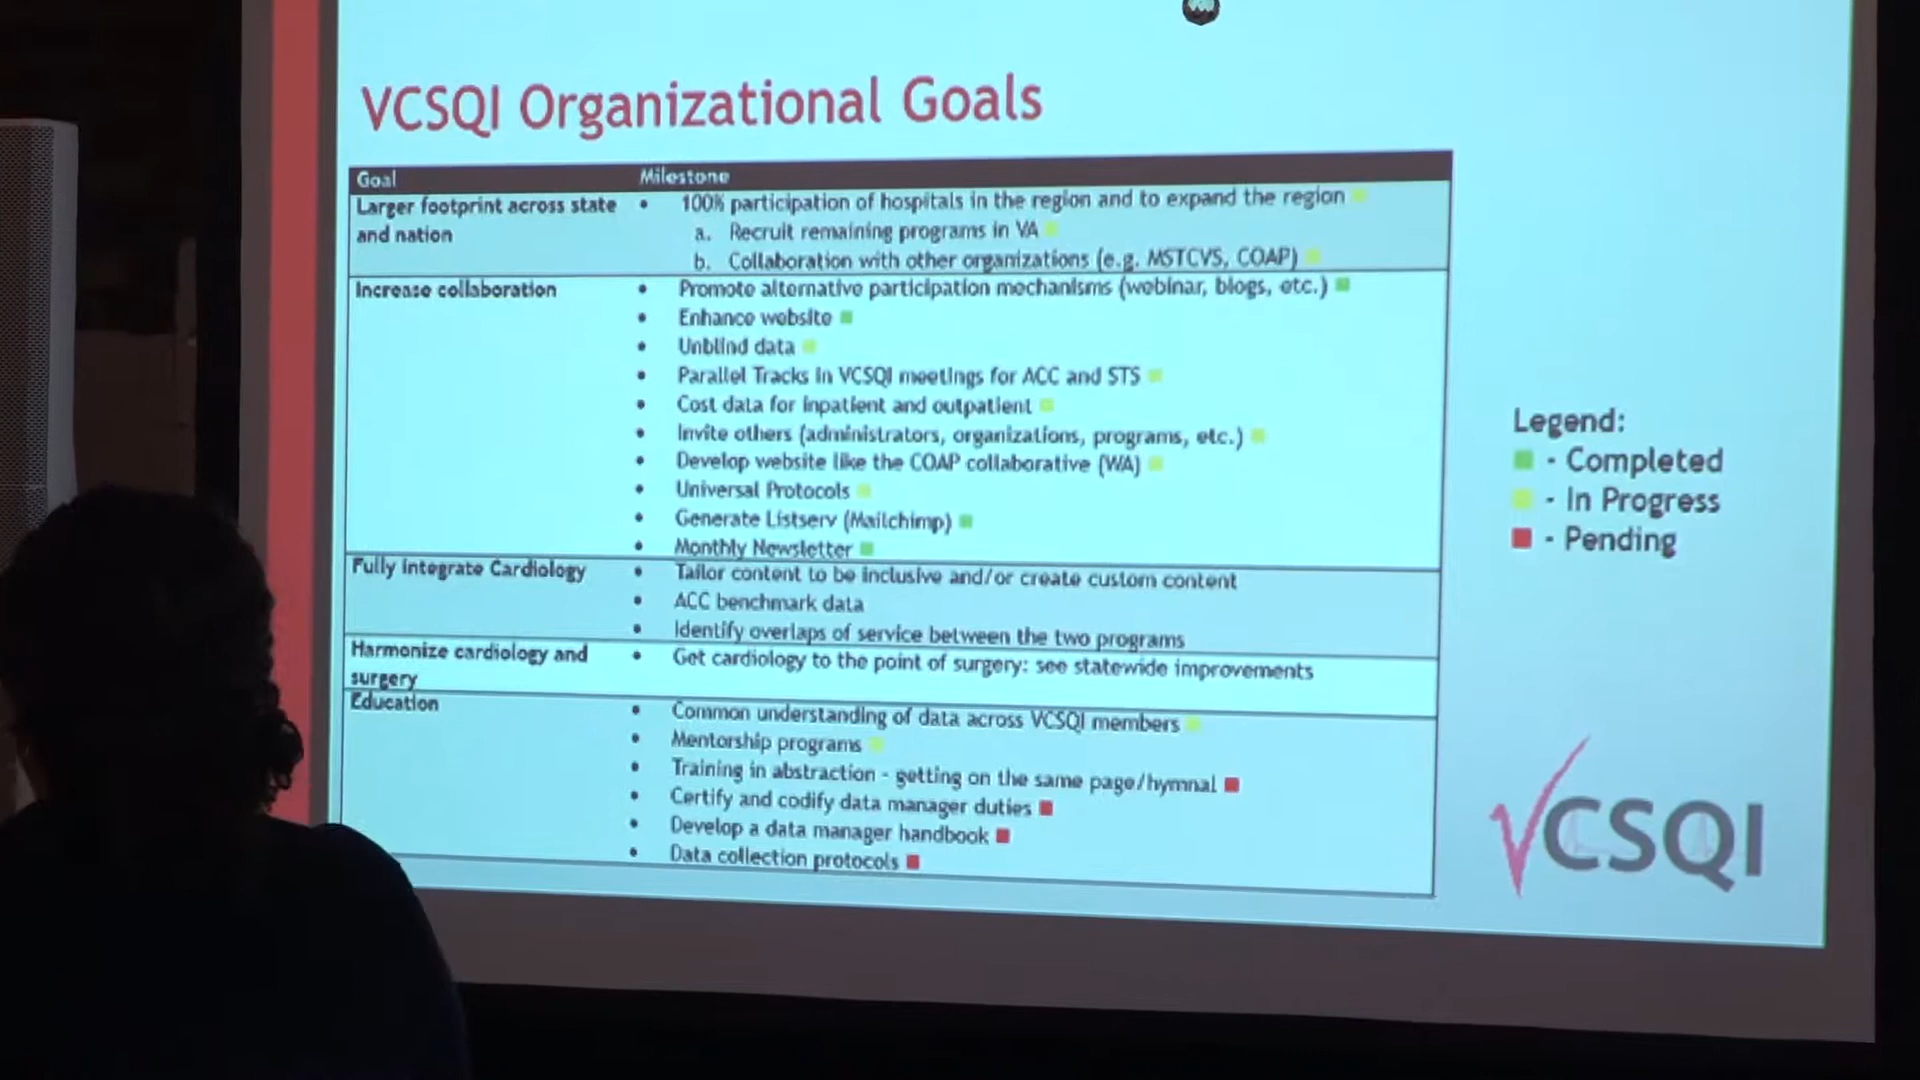 VCSQI Organizational Goals
Goal Milestone
Larger footprint across state and nation
• 100% participation of hospitals in the region and to expand the region
a. Recruit remaining programs in VA
b. Collaboration with other organizations (e.g. MSTCVS, COAP)
Increase collaboration
• Promote alternative participation mechanisms (webinar, blogs, etc.)
• Enhance website
• Unblind data
• Parallel Tracks in VCSQI meetings for ACC and STS
• Cost data for inpatient and outpatient
• Invite others (administrators, organizations, programs, etc.)
• Develop website like the COAP collaborative (WA)
• Universal Protocols
• Generate Listserv (Mailchimp)
• Monthly Newsletter
Fully Integrate Cardiology
• Tailor content to be inclusive and/or create custom content
• ACC benchmark data
• Identify overlaps of service between the two programs
Harmonize cardiology and surgery
• Get cardiology to the point of surgery: see statewide improvements
Education
• Common understanding of data across VCSQI members
• Mentorship programs
• Training in abstraction - getting on the same page/hymnal
• Certify and codify data manager duties
• Develop a data manager handbook
• Data collection protocols
Legend:
- Completed
- In Progress
- Pending
VCSQI